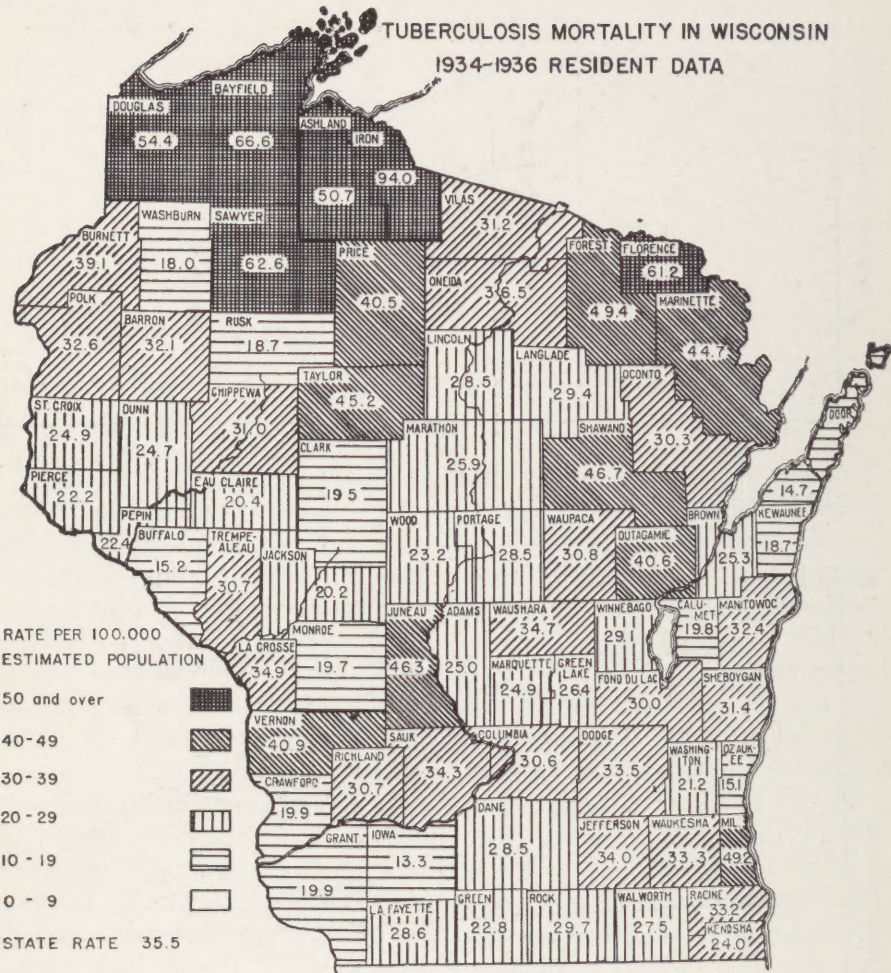 TUBERCULOSIS MORTALITY IN WISCONSIN
1934-1936 RESIDENT DATA
DOUGLAS
54.4
BAYFIELD
66.6
ASHLAND
50.7
IRON
94.0
VILAS
31.2
BURNETT
39.1
WASHBURN
18.0
SAWYER
62.6
PRICE
40.5
ONEIDA
36.5
FOREST
49.4
FLORENCE
61.2
MARINETTE
44.7
POLK
32.6
BARRON
32.1
RUSK
18.7
LINCOLN
28.5
LANGLADE
29.4
OCONTO
30.3
TAYLOR
45.2
CHIPPEWA
31.0
ST. CROIX
24.9
DUNN
24.7
CLARK
19.5
MARATHON
25.9
SHAWANO
46.7
DOOR
14.7
PIERCE
22.2
EAU CLAIRE
20.4
PEPIN
22.4
BUFFALO
15.2
TREMPE-
ALEAU
30.7
JACKSON
20.2
WOOD
23.2
PORTAGE
28.5
WAUPACA
30.8
OUTAGAMIE
40.6
BROWN
25.3
KEWAUNEE
18.7
MONROE
19.7
JUNEAU
46.3
ADAMS
25.0
WAUSHARA
34.7
WINNEBAGO
29.1
CALU-
MET
19.8
MANITOWOC
32.4
LA CROSSE
34.9
MARQUETTE
24.9
GREEN
LAKE
26.4
FOND DU LAC
30.0
SHEBOYGAN
31.4
VERNON
40.9
RICHLAND
30.7
SAUK
34.3
COLUMBIA
30.6
DODGE
33.5
WASHING-
TON
21.2
OZAUK-
EE
15.1
CRAWFORD
19.9
GRANT
19.9
IOWA
13.3
DANE
28.5
JEFFERSON
34.0
WAUKESHA
33.3
MIL.
49.2
LA FAYETTE
28.6
GREEN
22.8
ROCK
29.7
WALWORTH
27.5
RACINE
33.2
KENOSHA
24.0
RATE PER 100,000
ESTIMATED POPULATION
50 and over
40-49
30-39
20-29
10-19
0-9
STATE RATE 35.5